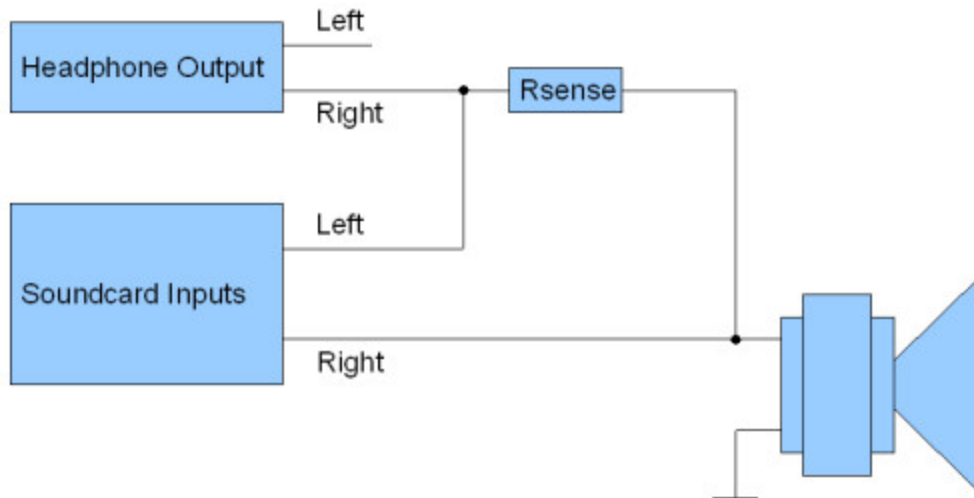 Left
Headphone Output
Rsense
Right
Left
Soundcard Inputs
Right